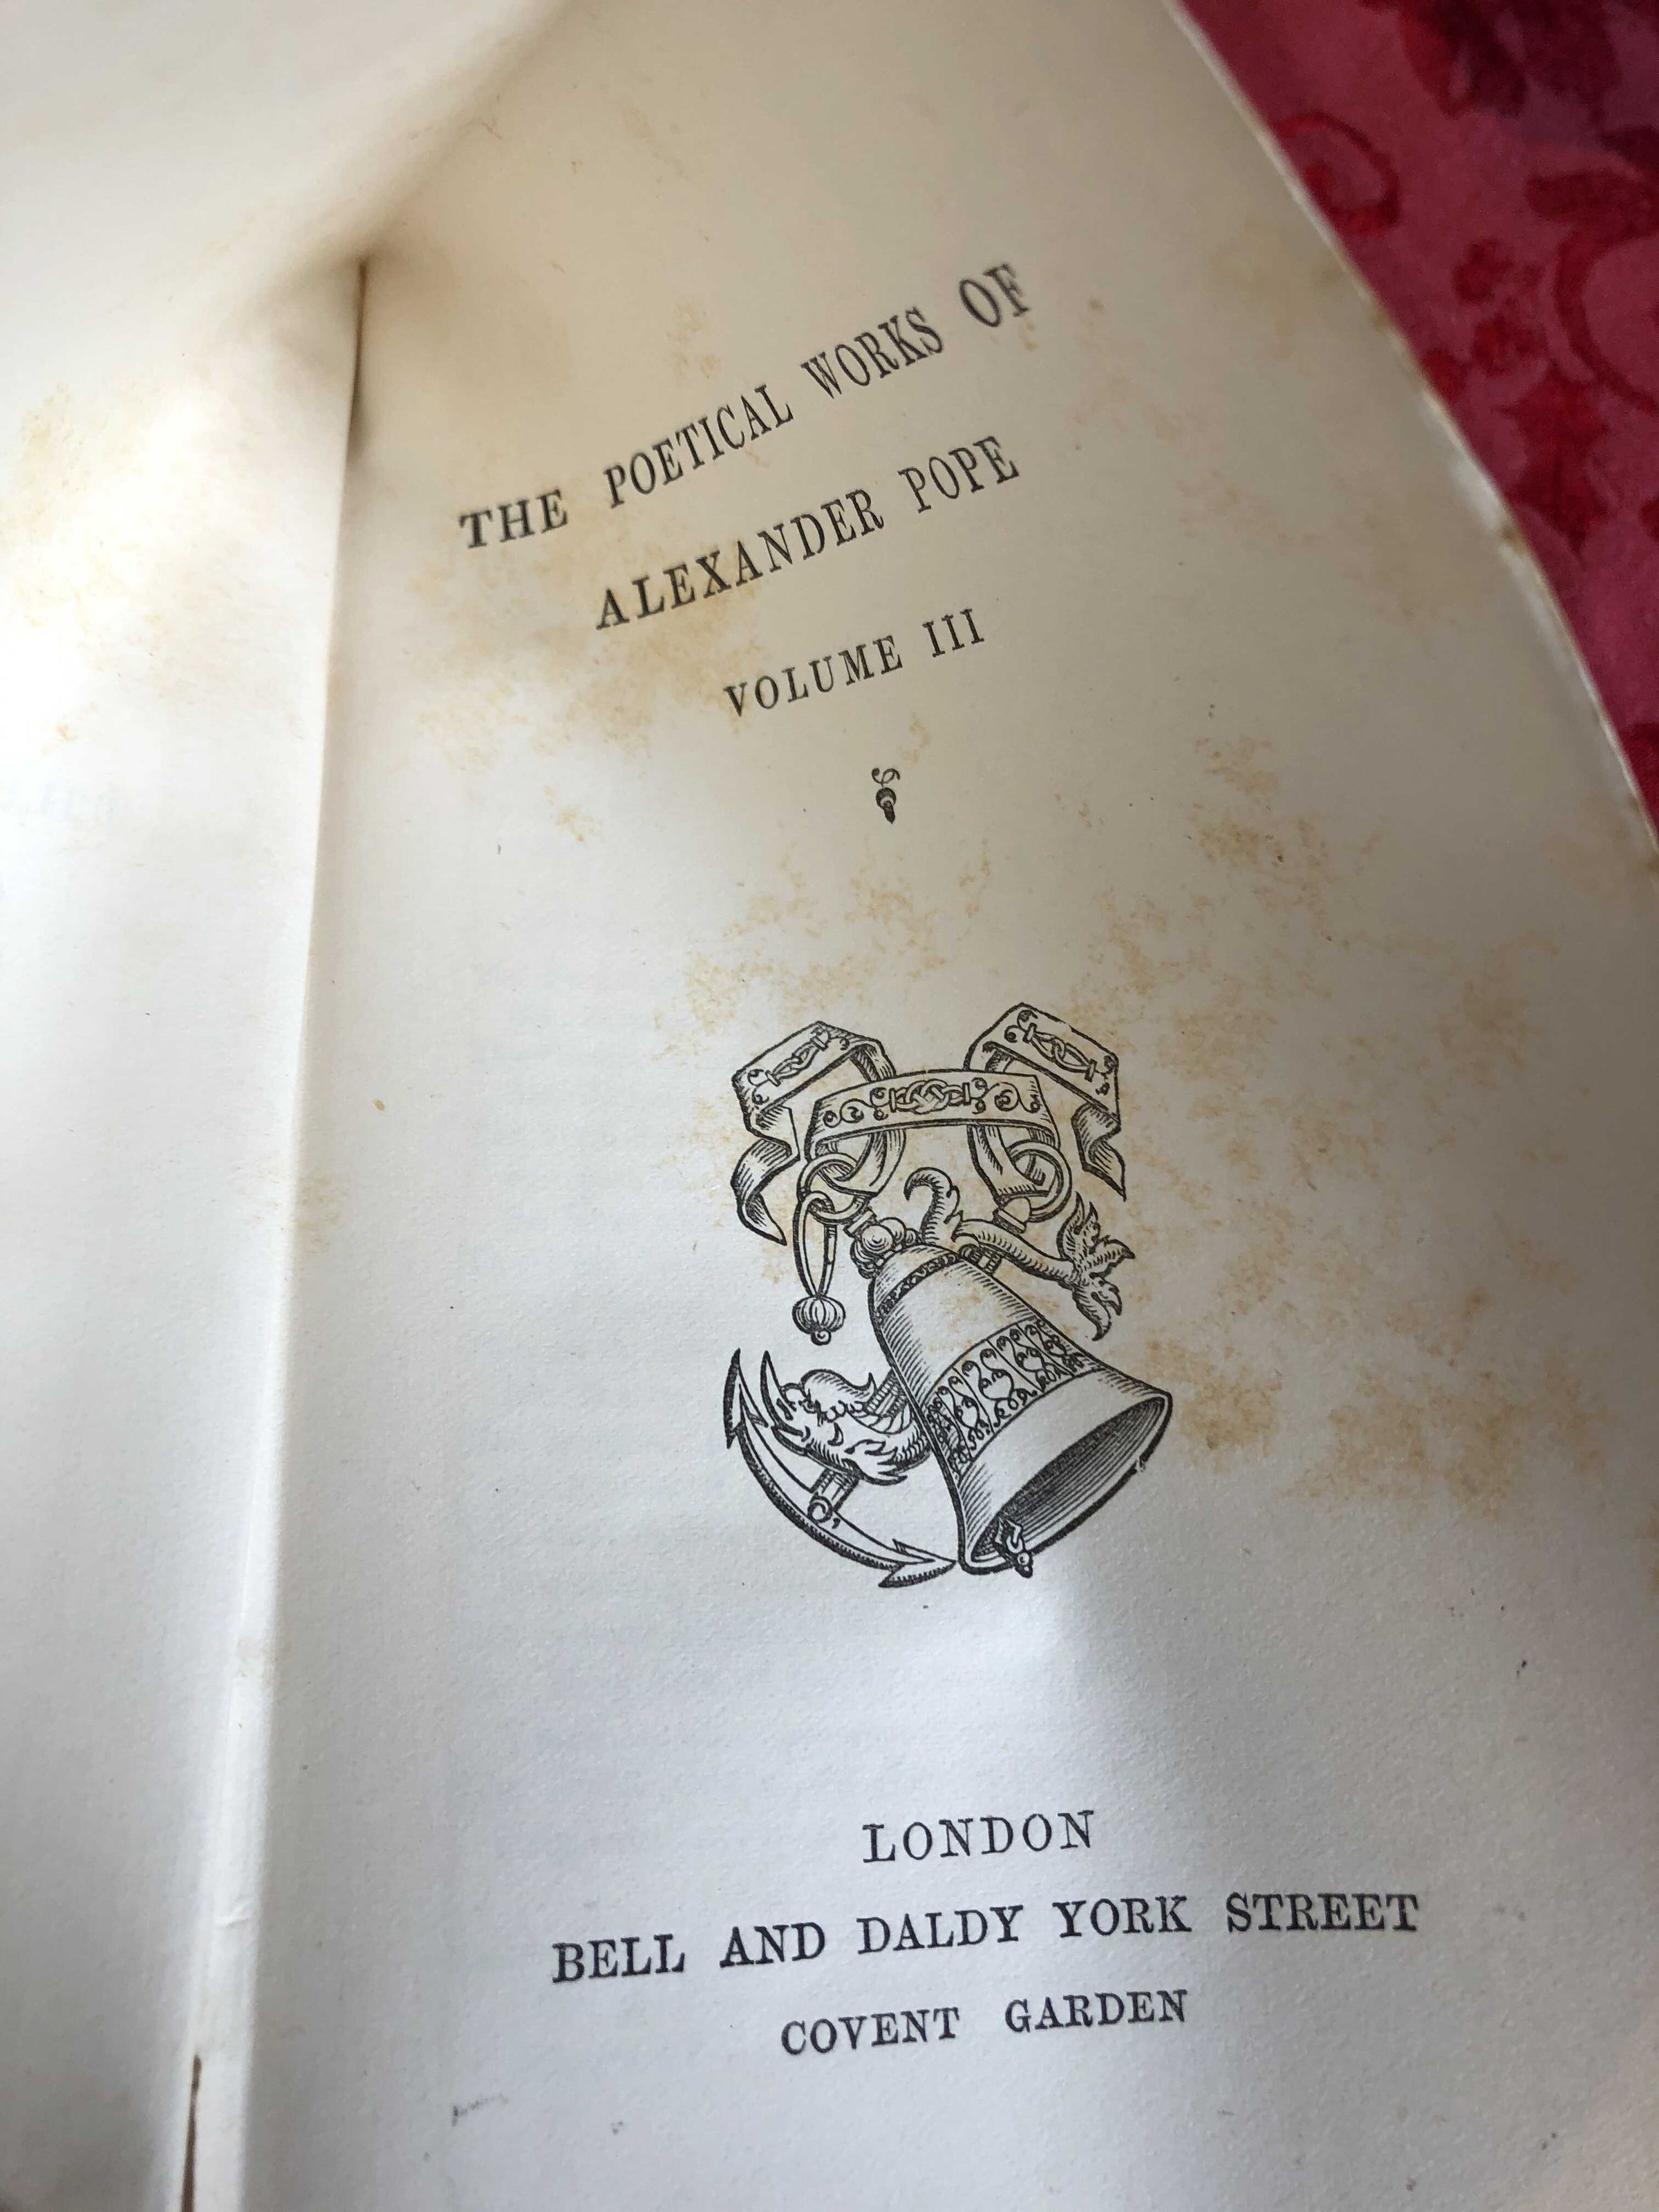 THE POETICAL WORKS OF
ALEXANDER POPE
VOLUME III
LONDON
BELL AND DALDY YORK STREET
COVENT GARDEN